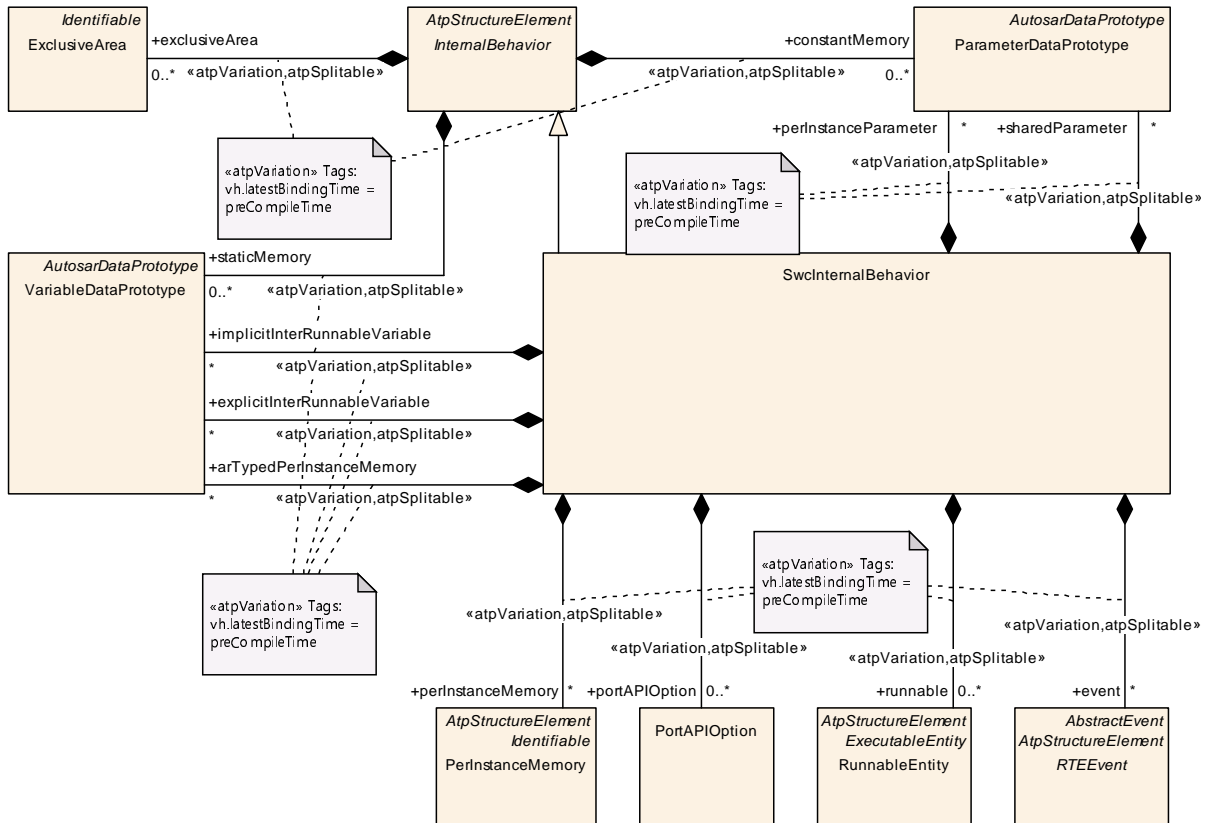 Identifiable
ExclusiveArea
+exclusiveArea
0..*
«atpVariation,atpSplitable»
AtpStructureElement
InternalBehavior
+constantMemory
«atpVariation,atpSplitable»
0..*
AutosarDataPrototype
ParameterDataPrototype
+perInstanceParameter
*
+sharedParameter
*
«atpVariation,atpSplitable»
«atpVariation,atpSplitable»
«atpVariation» Tags:
vh.latestBindingTime =
preCompileTime
«atpVariation» Tags:
vh.latestBindingTime =
preCompileTime
AutosarDataPrototype
VariableDataPrototype
+staticMemory
0..*
«atpVariation,atpSplitable»
SwcInternalBehavior
+implicitInterRunnableVariable
*
«atpVariation,atpSplitable»
+explicitInterRunnableVariable
*
«atpVariation,atpSplitable»
+arTypedPerInstanceMemory
*
«atpVariation,atpSplitable»
«atpVariation» Tags:
vh.latestBindingTime =
preCompileTime
«atpVariation» Tags:
vh.latestBindingTime =
preCompileTime
«atpVariation,atpSplitable»
«atpVariation,atpSplitable»
«atpVariation,atpSplitable»
«atpVariation,atpSplitable»
+perInstanceMemory
*
+portAPIOption
0..*
+runnable
0..*
+event
*
AtpStructureElement
Identifiable
PerInstanceMemory
PortAPIOption
AtpStructureElement
ExecutableEntity
RunnableEntity
AbstractEvent
AtpStructureElement
RTEEvent